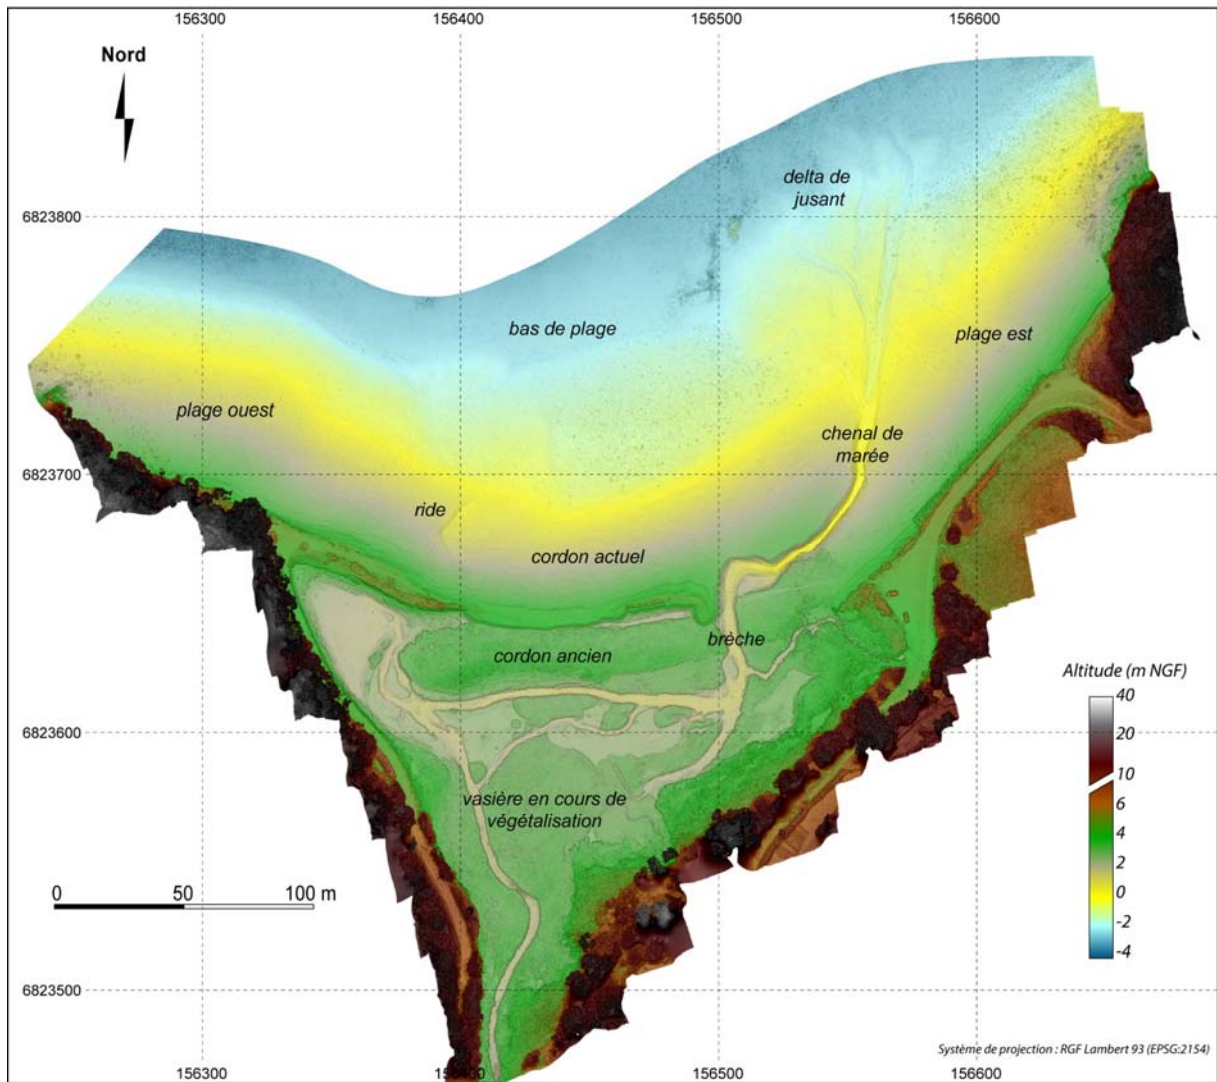 156300
156400
156500
156600
Nord
6823800
6823700
6823600
6823500
delta de
jusant
bas de plage
plage est
plage ouest
chenal de
marée
ride
cordon actuel
brèche
cordon ancien
vasière en cours de
végétalisation
0
50
100 m
Altitude (m NGF)
40
20
10
6
4
2
0
-2
-4
Système de projection : RGF Lambert 93 (EPSG:2154)
156300
156400
156500
156600